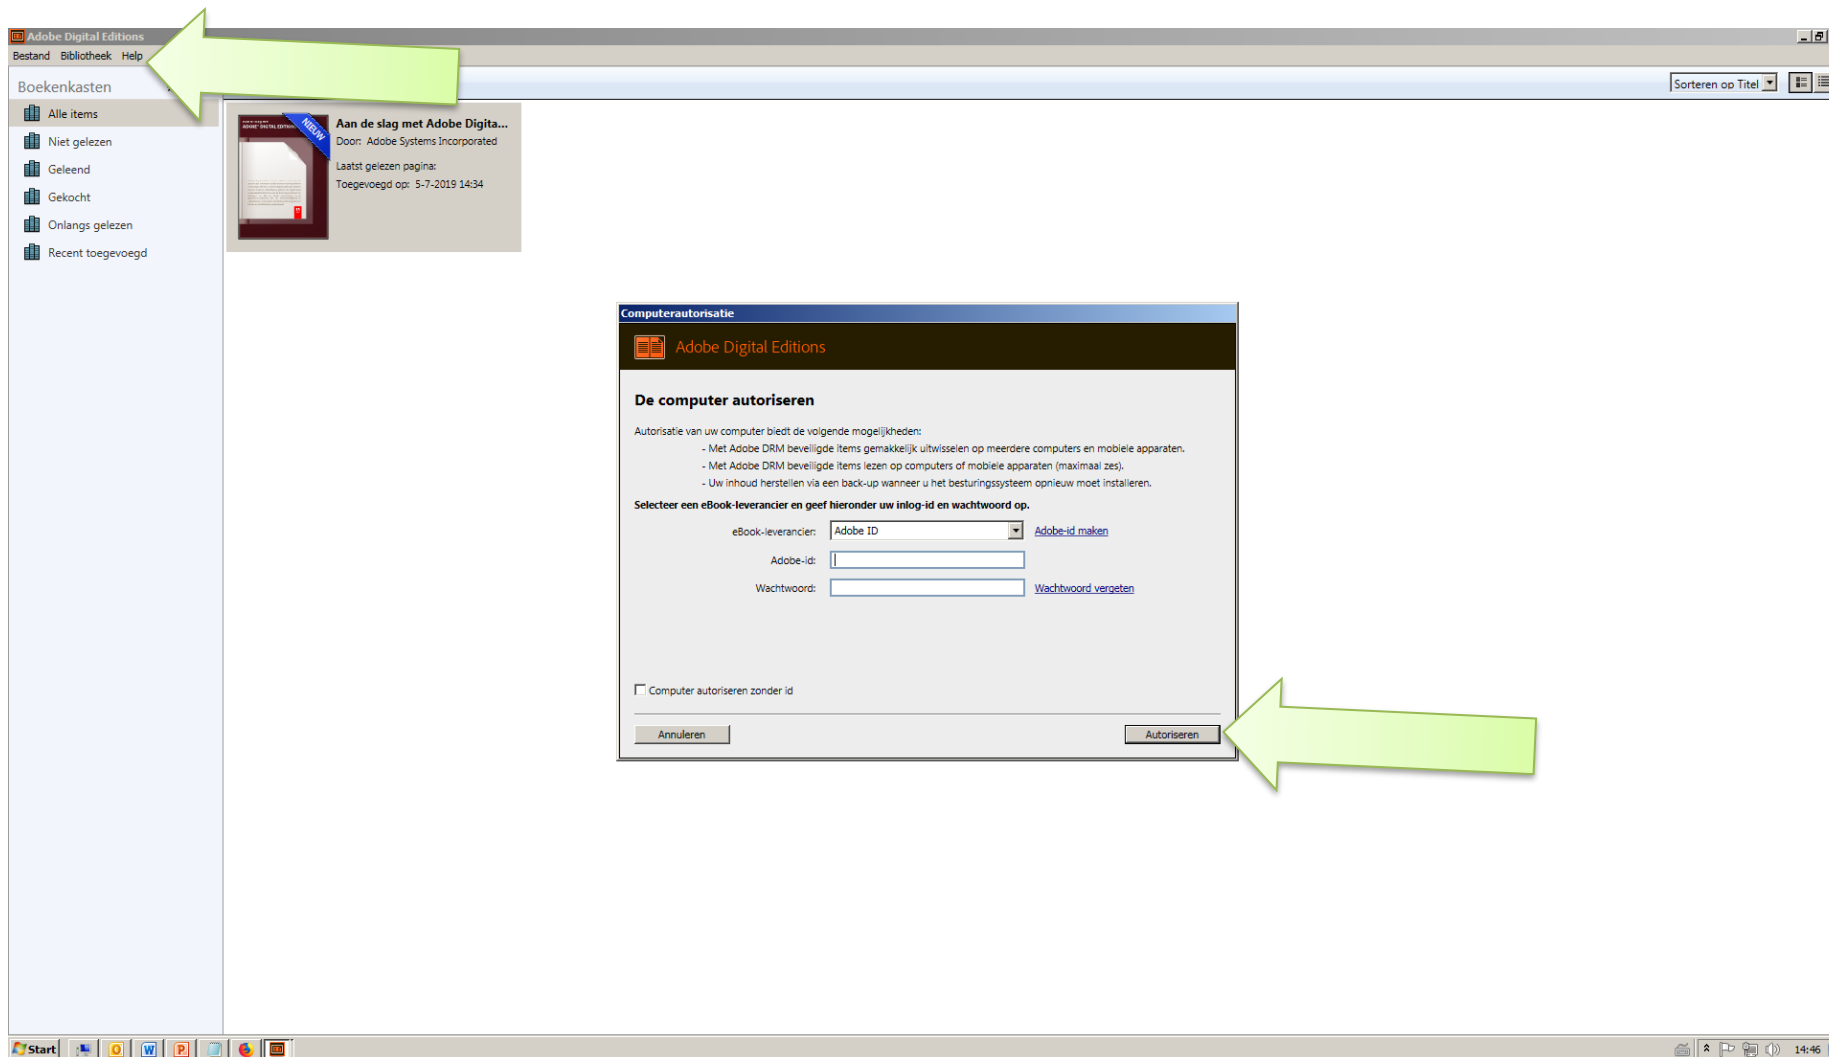 Adobe Digital Editions
Bestand Bibliotheek Help
Boekenkasten
Sorteren op Titel
Alle items
Niet gelezen
Geleend
Gekocht
Onlangs gelezen
Recent toegevoegd
NIEUW
Aan de slag met Adobe Digita...
Door: Adobe Systems Incorporated
Laatst gelezen pagina:
Toegevoegd op: 5-7-2019 14:34
Computerautorisatie
Adobe Digital Editions
De computer autoriseren
Autorisatie van uw computer biedt de volgende mogelijkheden:
- Met Adobe DRM beveiligde items gemakkelijk uitwisselen op meerdere computers en mobiele apparaten.
- Met Adobe DRM beveiligde items lezen op computers of mobiele apparaten (maximaal zes).
- Uw inhoud herstellen via een back-up wanneer u het besturingssysteem opnieuw moet installeren.
Selecteer een eBook-leverancier en geef hieronder uw inlog-id en wachtwoord op.
eBook-leverancier: Adobe ID Adobe-id maken
Adobe-id:
Wachtwoord: Wachtwoord vergeten
Computer autoriseren zonder id
Annuleren Autoriseren
Start 14:46